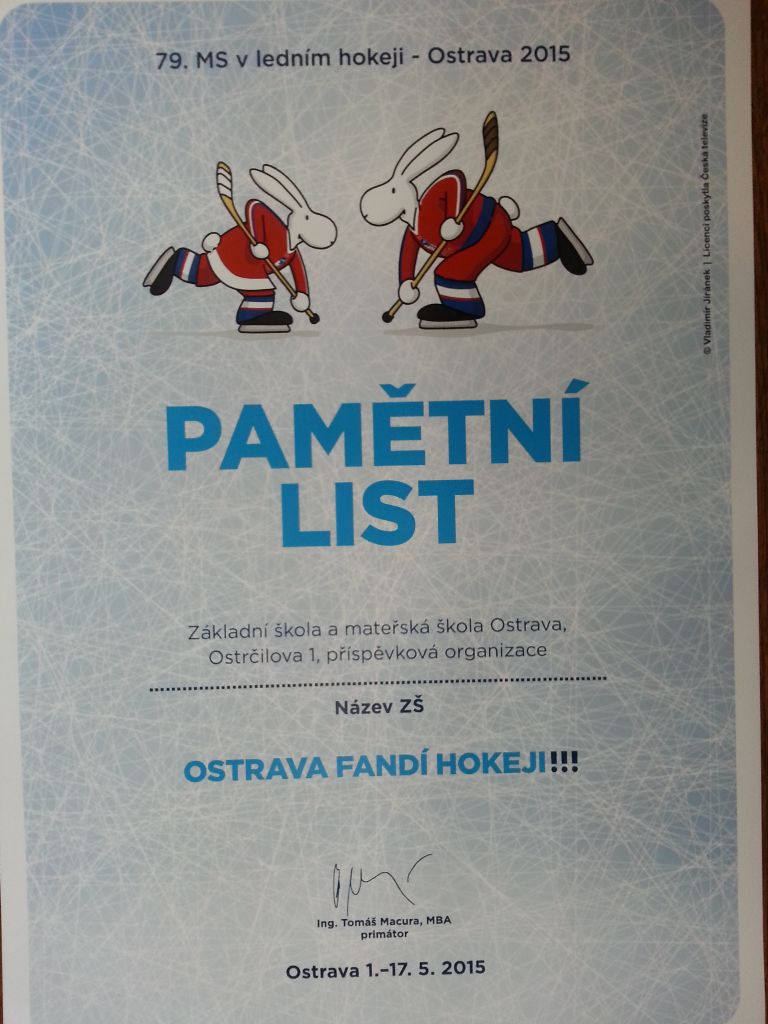 79. MS v ledním hokeji - Ostrava 2015
© Vladimír Jiránek | Licenci poskytla Česká televize
PAMĚTNÍ
LIST
Základní škola a mateřská škola Ostrava,
Ostrčilova 1, příspěvková organizace
Název ZŠ
OSTRAVA FANDÍ HOKEJI!!!
Ing. Tomáš Macura, MBA
primátor
Ostrava 1.–17. 5. 2015